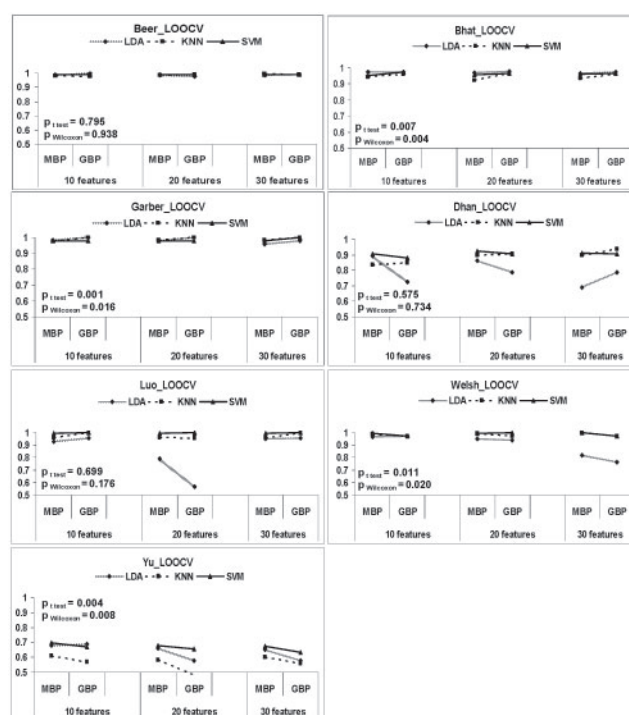 Beer_LOOCV
LDA KNN SVM
1
0.9
0.8
0.7
0.6
0.5
p t test = 0.795
p Wilcoxon = 0.938
MBP GBP MBP GBP MBP GBP
10 features 20 features 30 features
Bhat_LOOCV
LDA KNN SVM
1
0.9
0.8
0.7
0.6
0.5
p t test = 0.007
p Wilcoxon = 0.004
MBP GBP MBP GBP MBP GBP
10 features 20 features 30 features
Garber_LOOCV
LDA KNN SVM
1
0.9
0.8
0.7
0.6
0.5
p t test = 0.001
p Wilcoxon = 0.016
MBP GBP MBP GBP MBP GBP
10 features 20 features 30 features
Dhan_LOOCV
LDA KNN SVM
1
0.9
0.8
0.7
0.6
0.5
p t test = 0.575
p Wilcoxon = 0.734
MBP GBP MBP GBP MBP GBP
10 features 20 features 30 features
Luo_LOOCV
LDA KNN SVM
1
0.9
0.8
0.7
0.6
0.5
p t test = 0.699
p Wilcoxon = 0.176
MBP GBP MBP GBP MBP GBP
10 features 20 features 30 features
Welsh_LOOCV
LDA KNN SVM
1
0.9
0.8
0.7
0.6
0.5
p t test = 0.011
p Wilcoxon = 0.020
MBP GBP MBP GBP MBP GBP
10 features 20 features 30 features
Yu_LOOCV
LDA KNN SVM
p t test = 0.004
p Wilcoxon = 0.008
1
0.9
0.8
0.7
0.6
0.5
MBP GBP MBP GBP MBP GBP
10 features 20 features 30 features